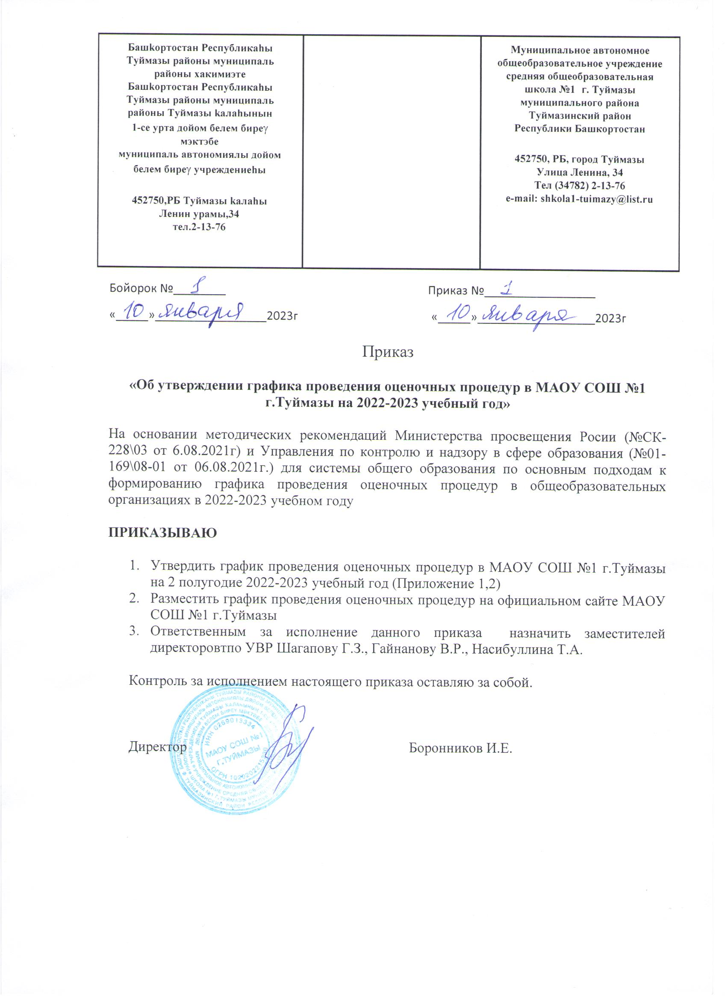 Башkортостан Республикаhы
Туймазы районы муниципаль
районы хакимиэте
Башkортостан Республикаhы
Туймазы районы муниципаль
районы Туймазы kалаhынын
1-се урта дойом белем биреγ
мэктэбе
муниципаль автономиялы дойом
белем биреγ учреждениеhы
452750,РБ Туймазы kалаhы
Ленин урамы,34
тел.2-13-76
Муниципальное автономное
общеобразовательное учреждение
средняя общеобразовательная
школа №1 г. Туймазы
муниципального района
Туймазинский район
Республики Башкортостан
452750, РБ, город Туймазы
Улица Ленина, 34
Тел (34782) 2-13-76
e-mail: shkola1-tuimazy@list.ru
Бойорок № 1
Приказ № 1
«10» января 2023г
«10» января 2023г
Приказ
«Об утверждении графика проведения оценочных процедур в МАОУ СОШ №1
г.Туймазы на 2022-2023 учебный год»
На основании методических рекомендаций Министерства просвещения Росии (№СК-
228\03 от 6.08.2021г) и Управления по контролю и надзору в сфере образования (№01-
169\08-01 от 06.08.2021г.) для системы общего образования по основным подходам к
формированию графика проведения оценочных процедур в общеобразовательных
организациях в 2022-2023 учебном году
ПРИКАЗЫВАЮ
1. Утвердить график проведения оценочных процедур в МАОУ СОШ №1 г.Туймазы
на 2 полугодие 2022-2023 учебный год (Приложение 1,2)
2. Разместить график проведения оценочных процедур на официальном сайте МАОУ
СОШ №1 г.Туймазы
3. Ответственным за исполнение данного приказа назначить заместителей
директоровтпо УВР Шагапову Г.З., Гайнанову В.Р., Насибуллина Т.А.
Контроль за исполнением настоящего приказа оставляю за собой.
Директор
Боронников И.Е.
ИНН 0269013334
МАОУ СОШ №1
Г.ТУЙМАЗЫ